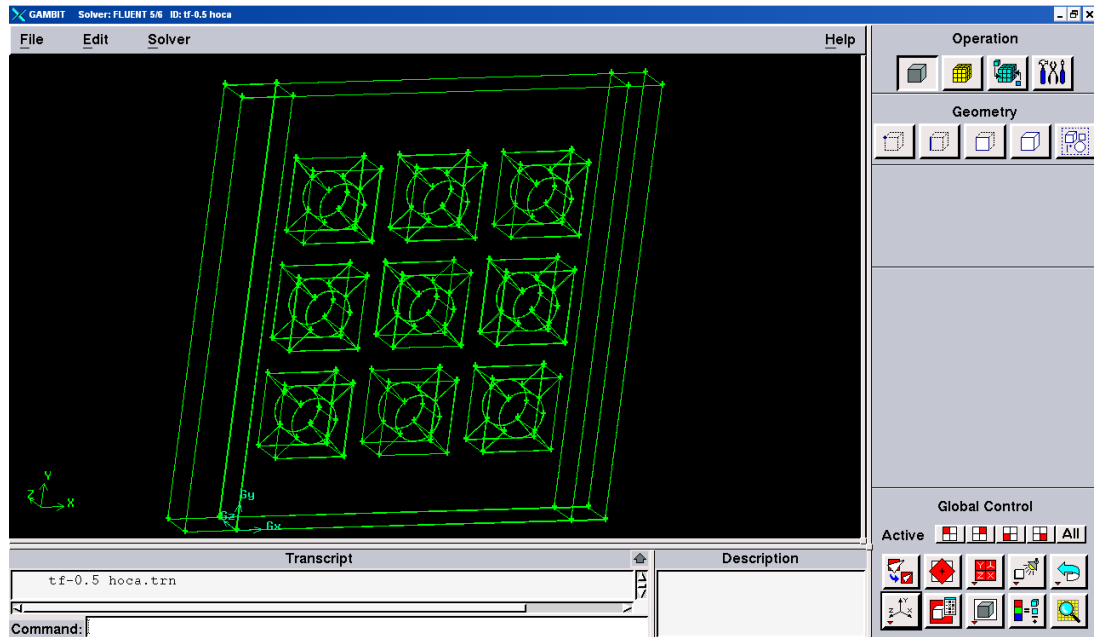 GAMBIT Solver: FLUENT 5/6 ID: tf-0.5 hoca
File Edit Solver Help
Operation
Geometry
Y
Z X
Gy
Gz Gx
Global Control
Active All
Transcript
Description
tf-0.5 hoca.trn
Command: